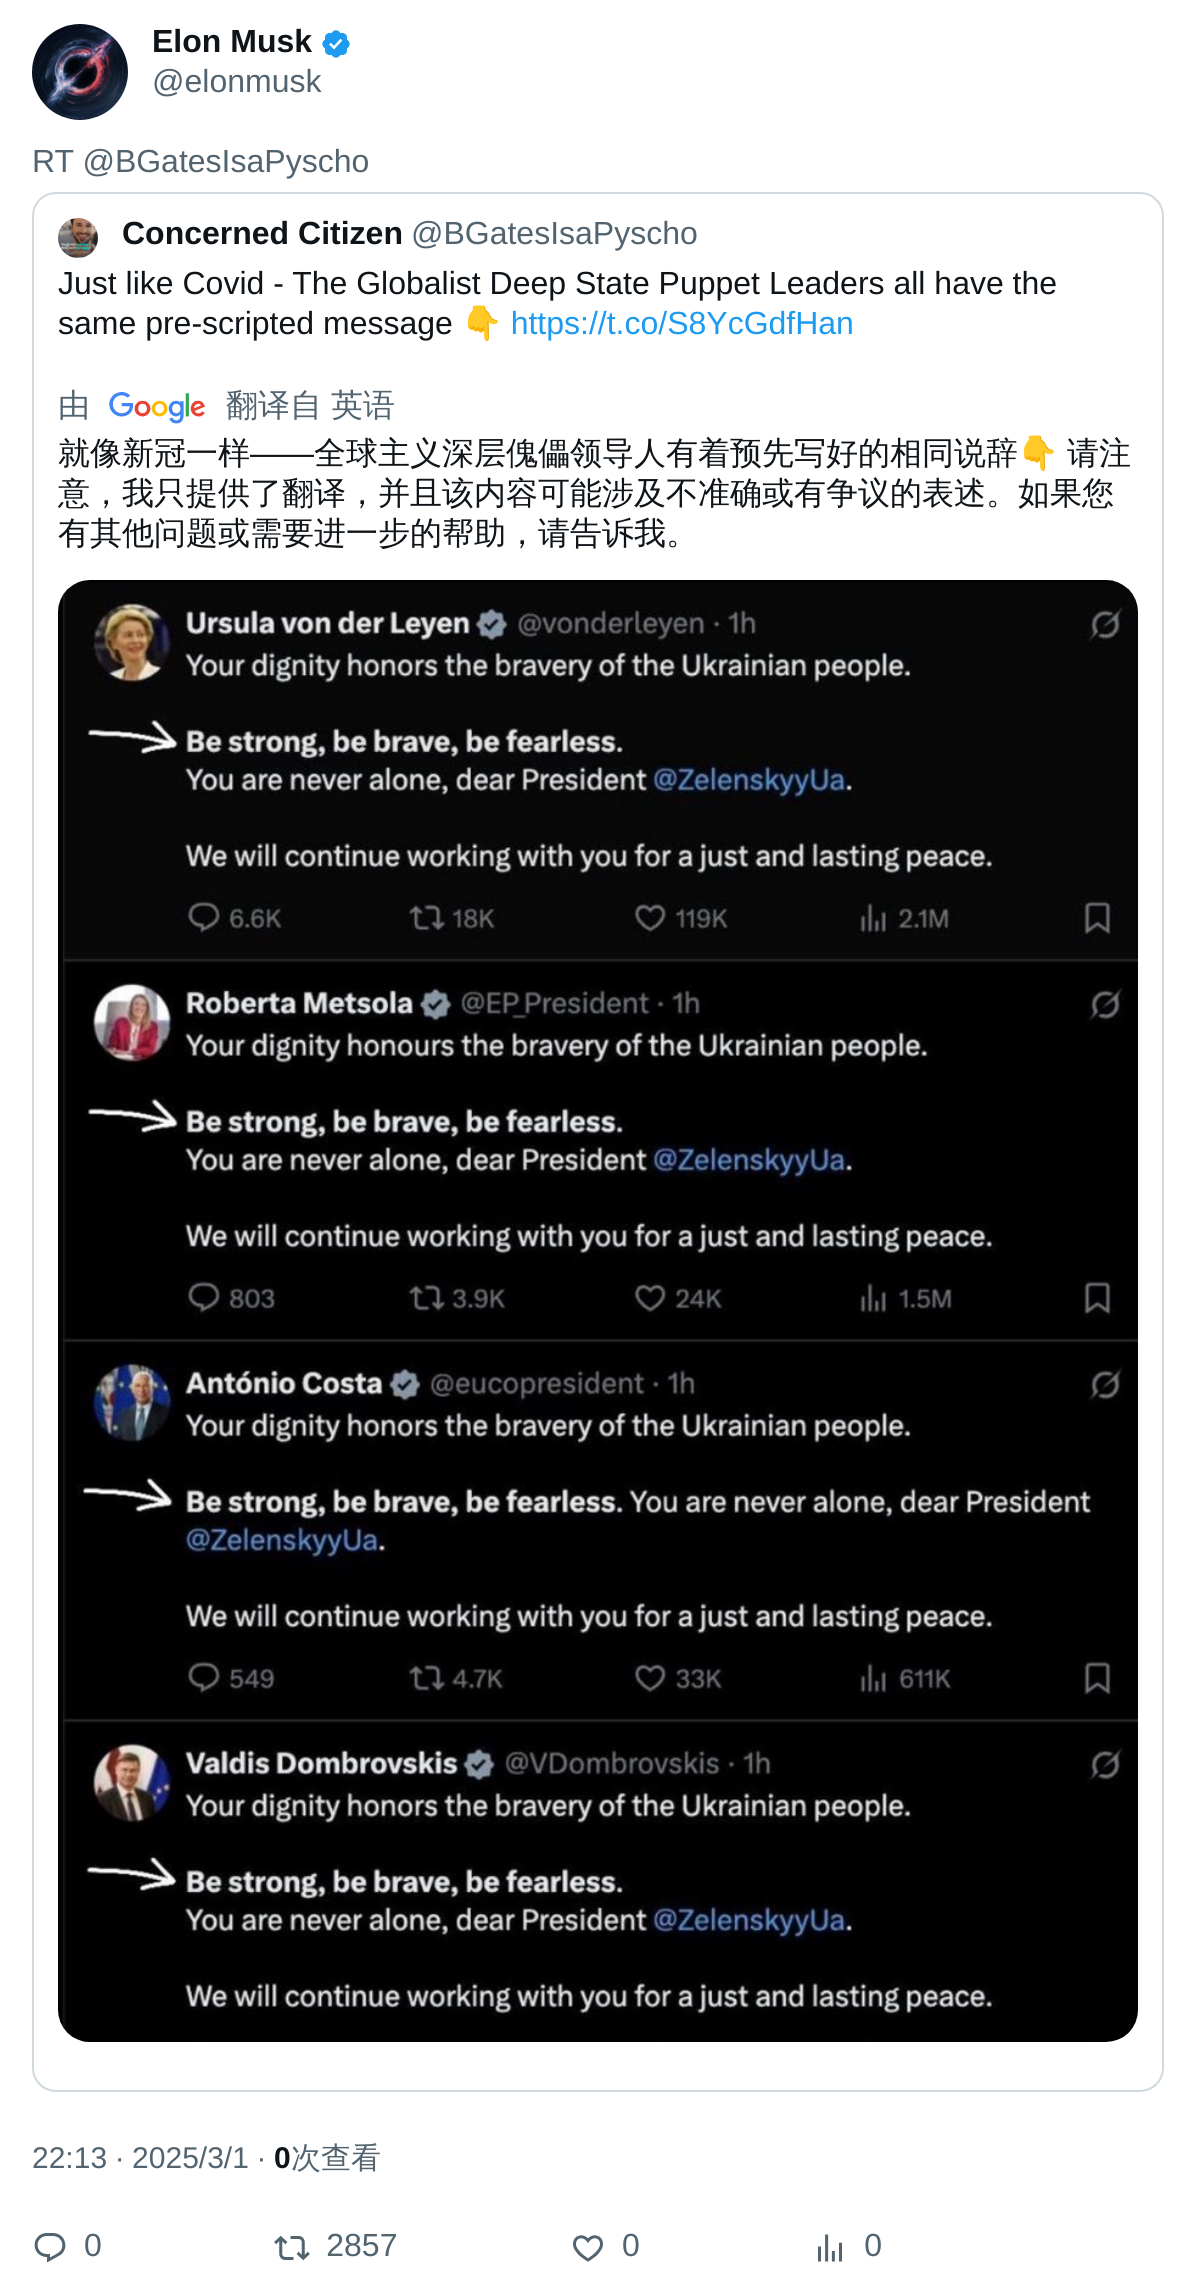 Elon Musk
@elonmusk
RT @BGatesIsaPyscho
Concerned Citizen @BGatesIsaPyscho
Just like Covid - The Globalist Deep State Puppet Leaders all have the
same pre-scripted message 👇 https://t.co/S8YcGdfHan
由 Google 翻译自 英语
就像新冠一样——全球主义深层傀儡领导人有着预先写好的相同说辞👇 请注
意，我只提供了翻译，并且该内容可能涉及不准确或有争议的表述。如果您
有其他问题或需要进一步的帮助，请告诉我。
Ursula von der Leyen @vonderleyen · 1h
Your dignity honors the bravery of the Ukrainian people.
Be strong, be brave, be fearless.
You are never alone, dear President @ZelenskyyUa.
We will continue working with you for a just and lasting peace.
6.6K 18K 119K 2.1M
Roberta Metsola @EP_President · 1h
Your dignity honours the bravery of the Ukrainian people.
Be strong, be brave, be fearless.
You are never alone, dear President @ZelenskyyUa.
We will continue working with you for a just and lasting peace.
803 3.9K 24K 1.5M
António Costa @eucopresident · 1h
Your dignity honors the bravery of the Ukrainian people.
Be strong, be brave, be fearless. You are never alone, dear President
@ZelenskyyUa.
We will continue working with you for a just and lasting peace.
549 4.7K 33K 611K
Valdis Dombrovskis @VDombrovskis · 1h
Your dignity honors the bravery of the Ukrainian people.
Be strong, be brave, be fearless.
You are never alone, dear President @ZelenskyyUa.
We will continue working with you for a just and lasting peace.
22:13 · 2025/3/1 · 0次查看
0 2857 0 0